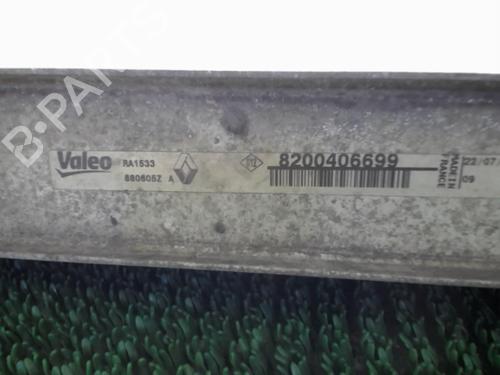 B-PARTS
Valeo RA1533 8200406699 MADE IN FRANCE 22/07
880605Z A 09